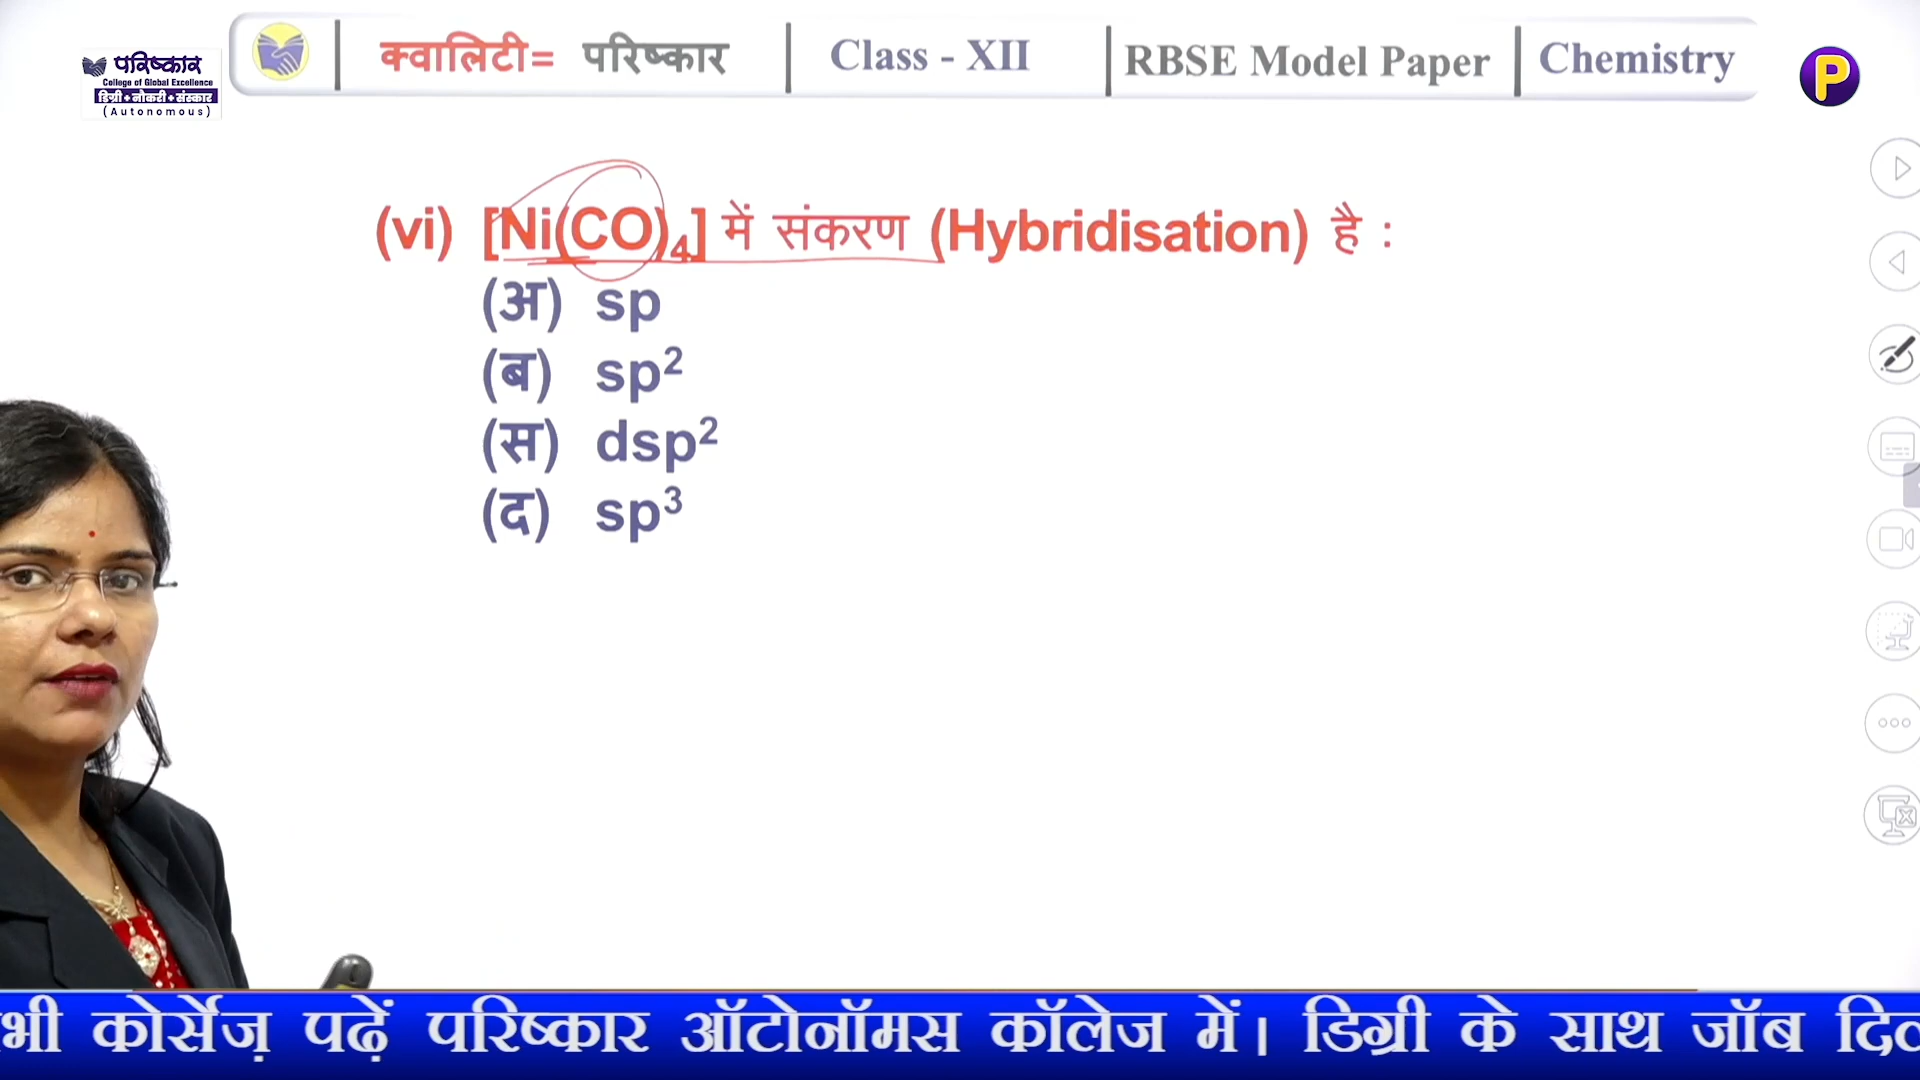 परिष्कार
College of Global Excellence
डिग्री + नौकरी + संस्कार
(Autonomous)
क्वालिटी= परिष्कार
Class - XII
RBSE Model Paper
Chemistry
P
(vi) [Ni(CO)₄] में संकरण (Hybridisation) है :
(अ) sp
(ब) sp²
(स) dsp²
(द) sp³
भी कोर्सेज़ पढ़ें परिष्कार ऑटोनॉमस कॉलेज में। डिग्री के साथ जॉब